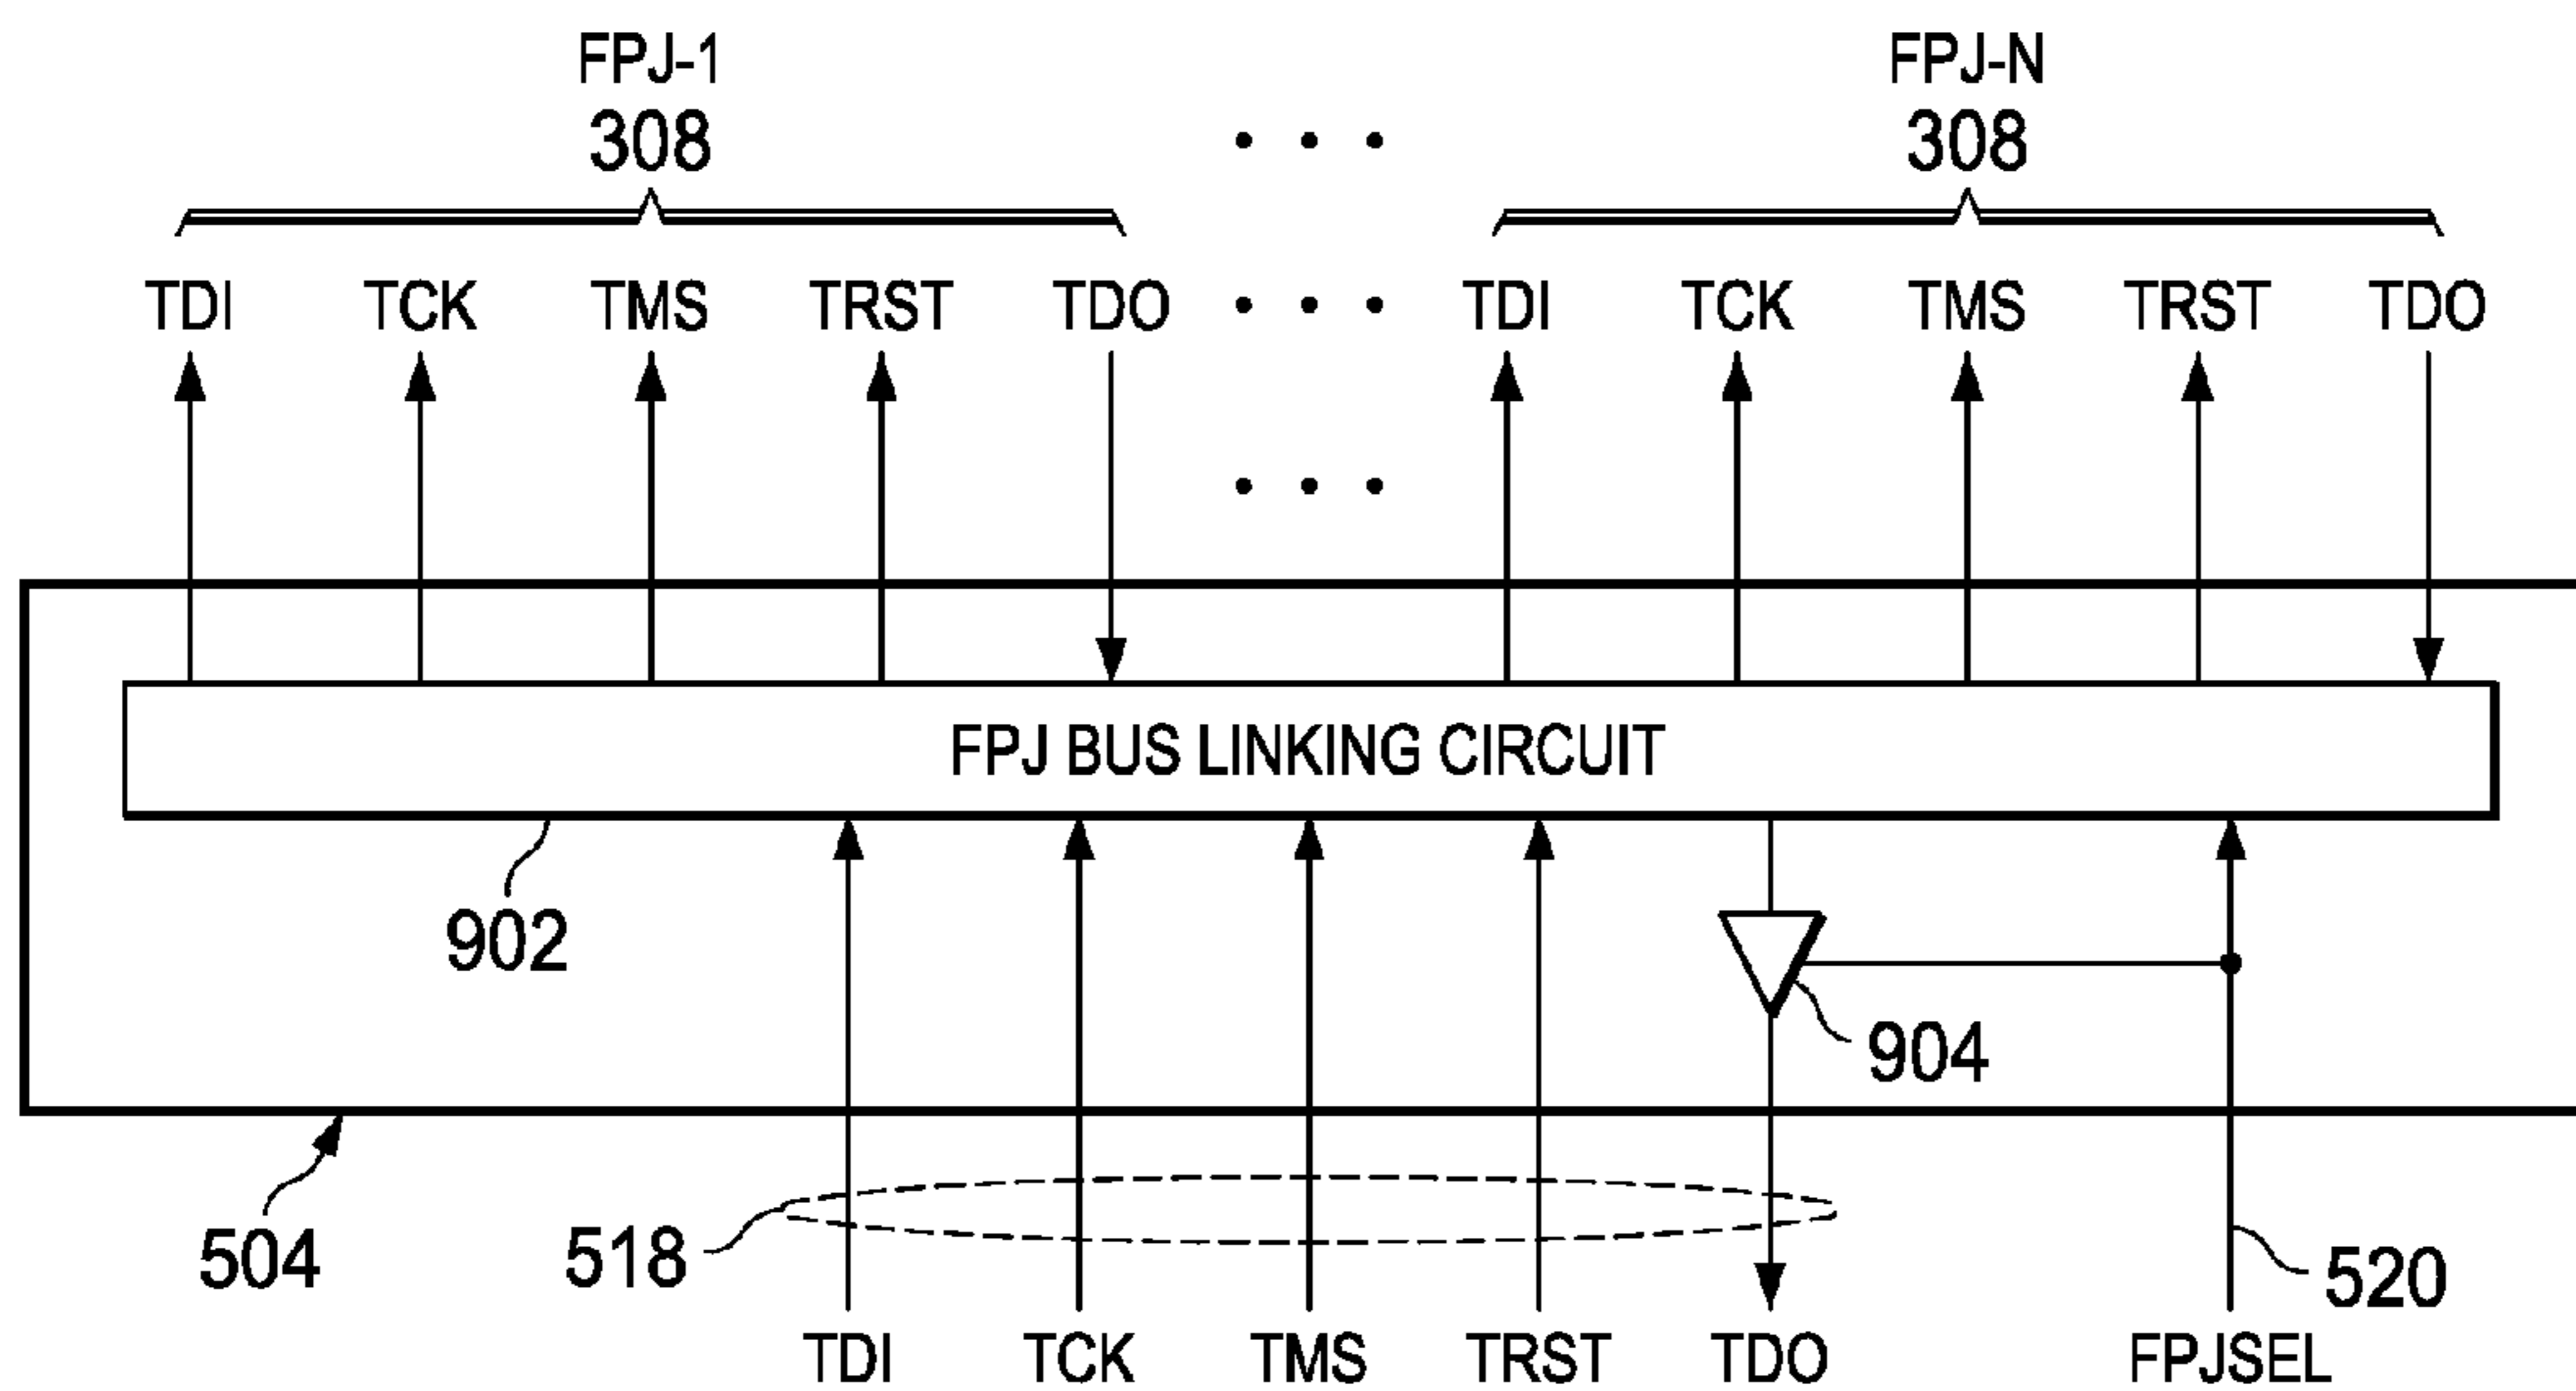 FPJ-1
308
FPJ-N
308
TDI TCK TMS TRST TDO TDI TCK TMS TRST TDO
FPJ BUS LINKING CIRCUIT
902
904
504
518
520
TDI TCK TMS TRST TDO FPJSEL